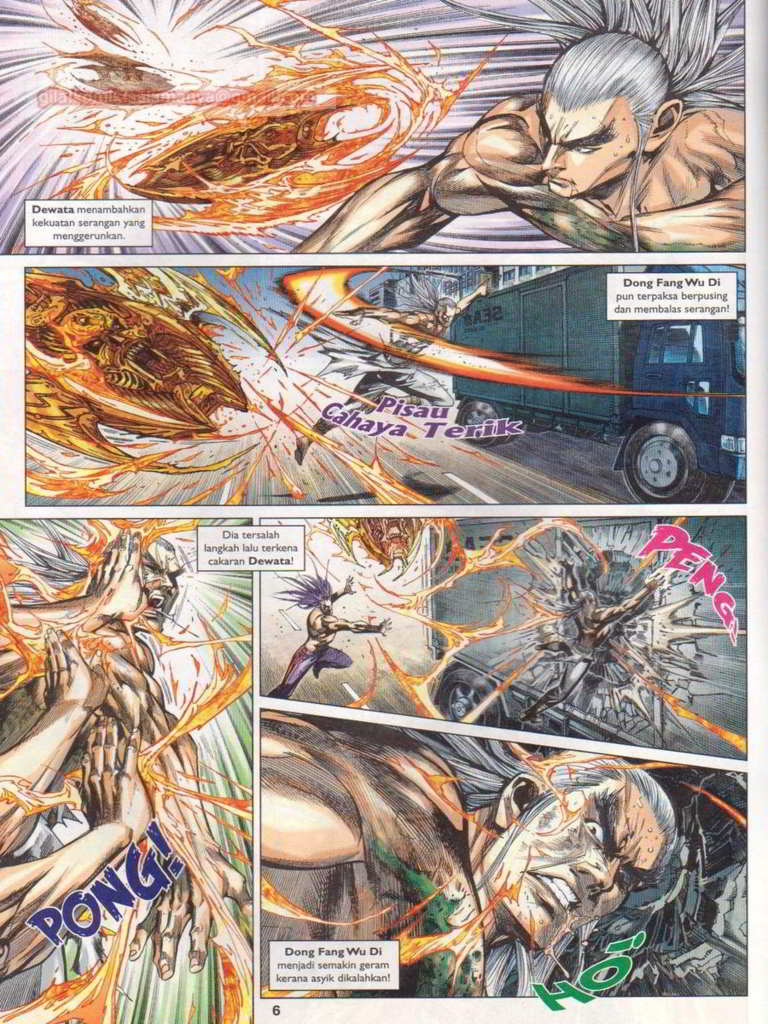 Dewata menambahkan
kekuatan serangan yang
menggerunkan.
Dong Fang Wu Di
pun terpaksa berpusing
dan membalas serangan!
Pisau
Cahaya Terik
Dia tersalah
langkah lalu terkena
cakaran Dewata!
PENG!
PONG!
Dong Fang Wu Di
menjadi semakin geram
kerana asyik dikalahkan!
HOI!
6